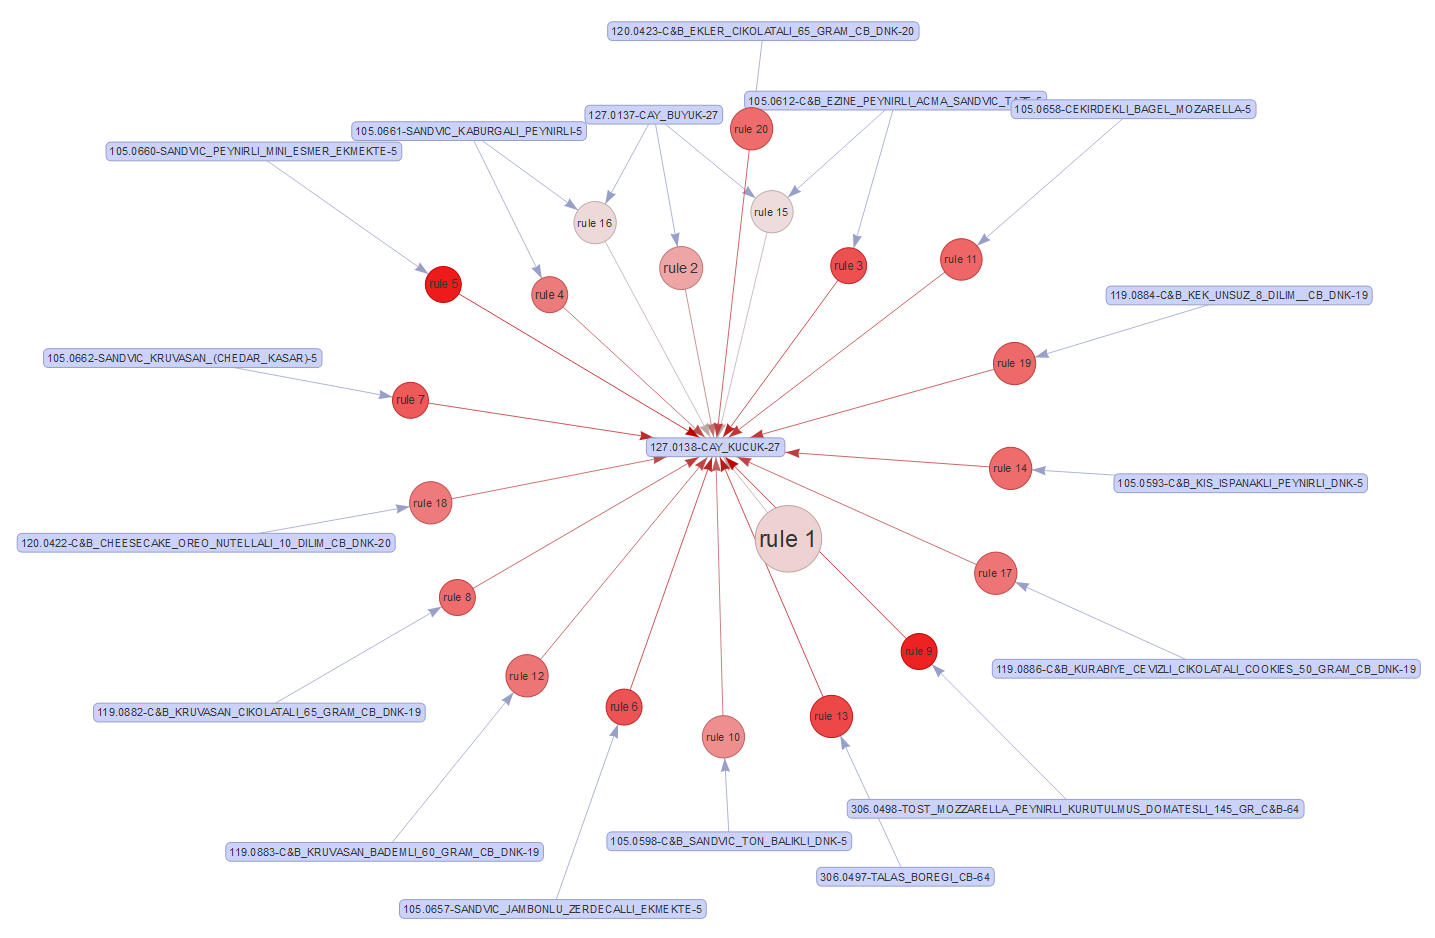 120.0423-C&B_EKLER_CIKOLATALI_65_GRAM_CB_DNK-20
105.0612-C&B_EZINE_PEYNIRLI_ACMA_SANDVIC
105.0658-CEKIRDEKLI_BAGEL_MOZARELLA-5
127.0137-CAY_BUYUK-27
rule 20
105.0661-SANDVIC_KABURGALI_PEYNIRLI-5
105.0660-SANDVIC_PEYNIRLI_MINI_ESMER_EKMEKTE-5
rule 16
rule 15
rule 2
rule 3
rule 11
rule 5
rule 4
119.0884-C&B_KEK_UNSUZ_8_DILIM__CB_DNK-19
105.0662-SANDVIC_KRUVASAN_(CHEDAR_KASAR)-5
rule 19
rule 7
127.0138-CAY_KUCUK-27
rule 14
105.0593-C&B_KIS_ISPANAKLI_PEYNIRLI_DNK-5
rule 18
120.0422-C&B_CHEESECAKE_OREO_NUTELLALI_10_DILIM_CB_DNK-20
rule 1
rule 17
rule 8
rule 9
119.0886-C&B_KURABIYE_CEVIZLI_CIKOLATALI_COOKIES_50_GRAM_CB_DNK-19
rule 12
119.0882-C&B_KRUVASAN_CIKOLATALI_65_GRAM_CB_DNK-19
rule 6
rule 13
rule 10
306.0498-TOST_MOZZARELLA_PEYNIRLI_KURUTULMUS_DOMATESLI_145_GR_C&B-64
105.0598-C&B_SANDVIC_TON_BALIKLI_DNK-5
119.0883-C&B_KRUVASAN_BADEMLI_60_GRAM_CB_DNK-19
306.0497-TALAS_BOREGI_CB-64
105.0657-SANDVIC_JAMBONLU_ZERDECALLI_EKMEKTE-5